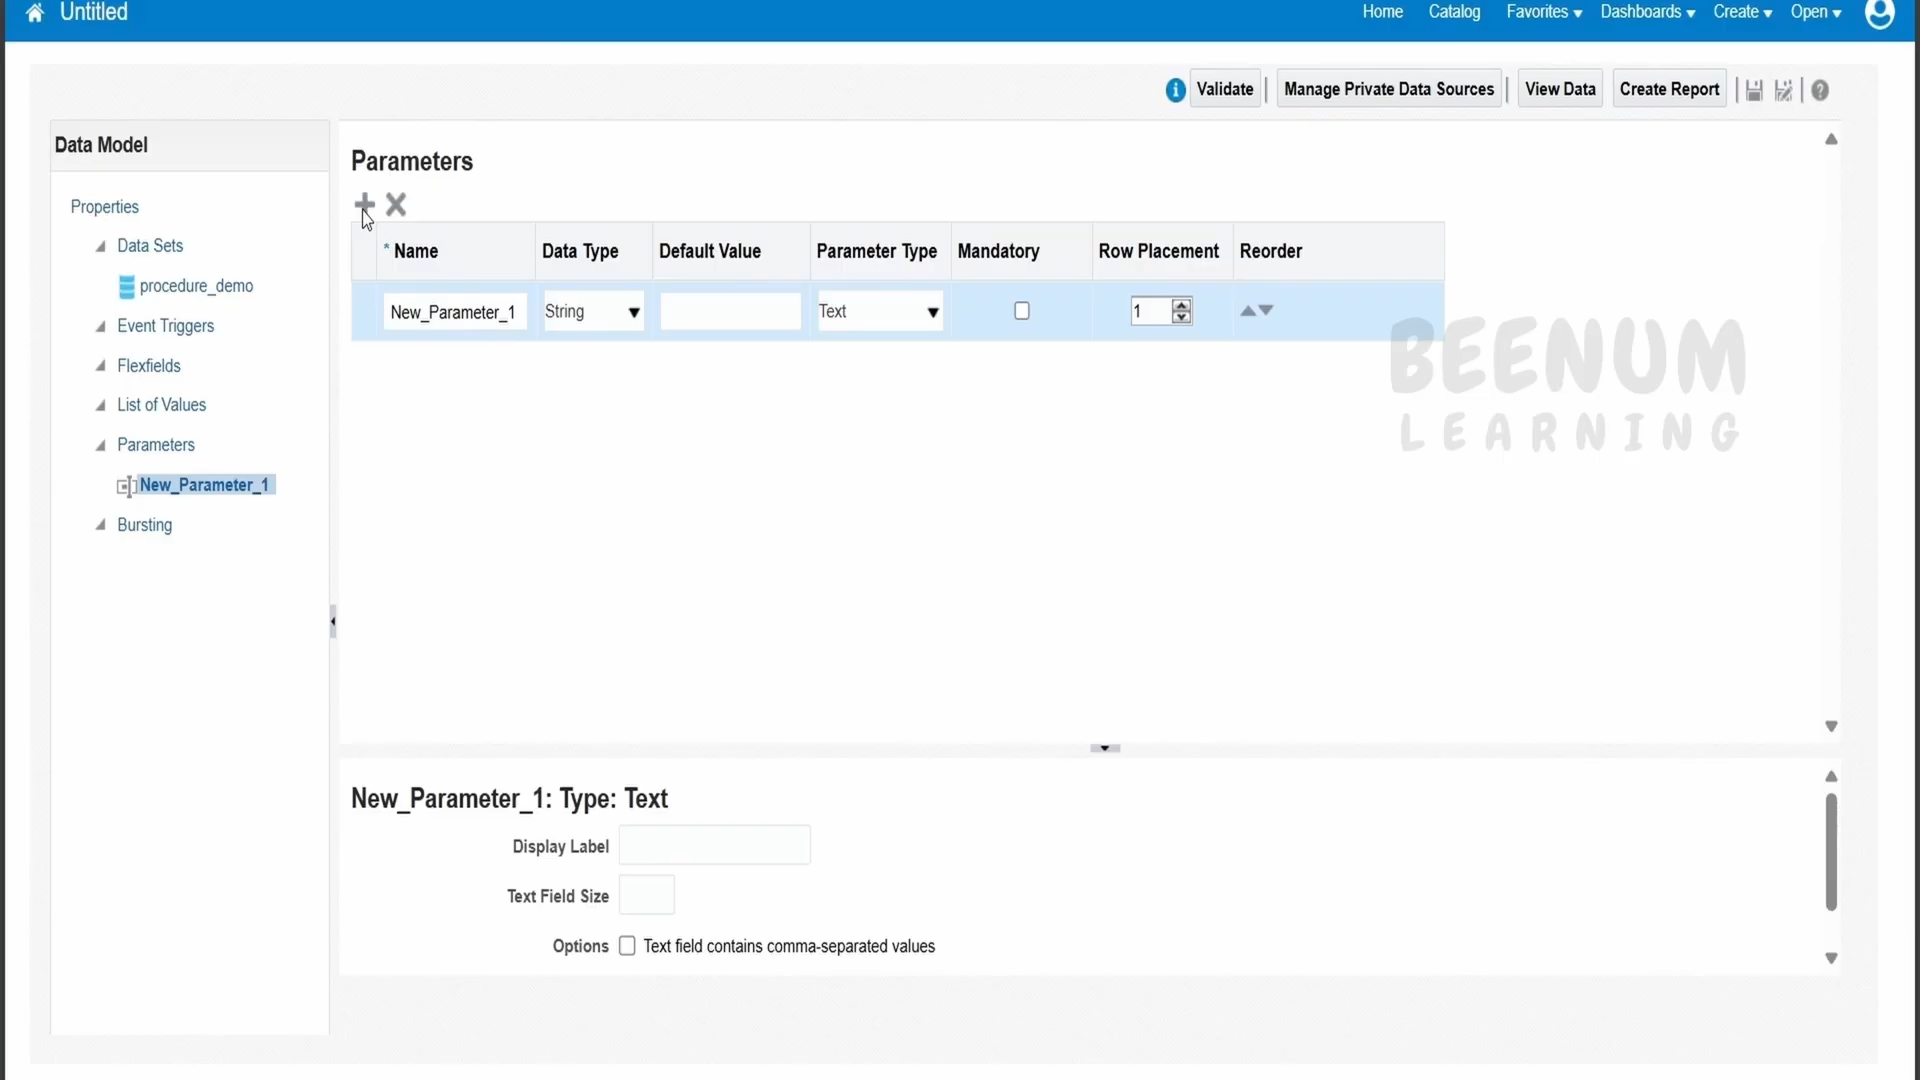 Untitled
Home Catalog Favorites Dashboards Create Open
Validate Manage Private Data Sources View Data Create Report
Data Model
Properties
Data Sets
procedure_demo
Event Triggers
Flexfields
List of Values
Parameters
New_Parameter_1
Bursting
Parameters
* Name Data Type Default Value Parameter Type Mandatory Row Placement Reorder
New_Parameter_1 String Text 1
BEENUM
LEARNING
New_Parameter_1: Type: Text
Display Label
Text Field Size
Options Text field contains comma-separated values